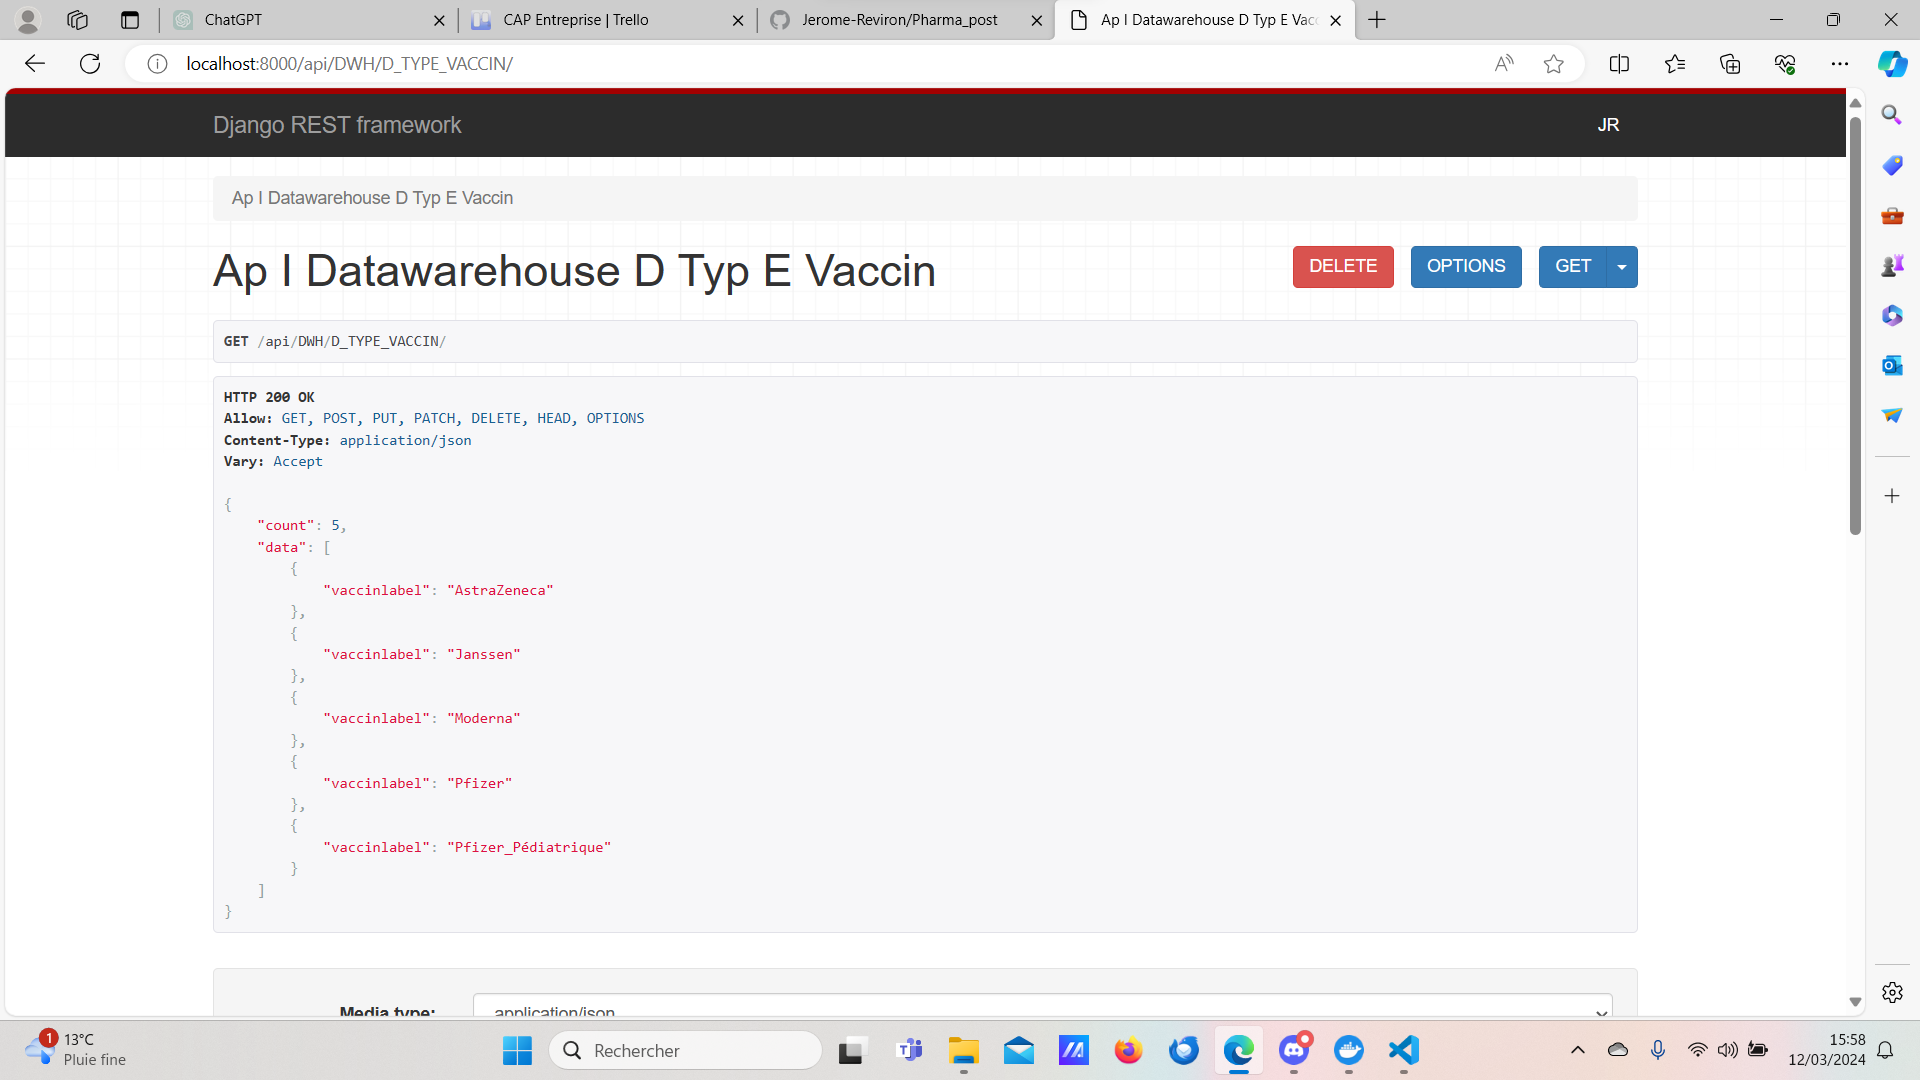 ChatGPT
CAP Entreprise | Trello
Jerome-Reviron/Pharma_post
Ap I Datawarehouse D Typ E Vacc
localhost:8000/api/DWH/D_TYPE_VACCIN/
Django REST framework
JR
Ap I Datawarehouse D Typ E Vaccin
Ap I Datawarehouse D Typ E Vaccin
DELETE
OPTIONS
GET
GET /api/DWH/D_TYPE_VACCIN/
HTTP 200 OK
Allow: GET, POST, PUT, PATCH, DELETE, HEAD, OPTIONS
Content-Type: application/json
Vary: Accept
{
    "count": 5,
    "data": [
        {
            "vaccinlabel": "AstraZeneca"
        },
        {
            "vaccinlabel": "Janssen"
        },
        {
            "vaccinlabel": "Moderna"
        },
        {
            "vaccinlabel": "Pfizer"
        },
        {
            "vaccinlabel": "Pfizer_Pédiatrique"
        }
    ]
}
Media type:
application/json
1
13°C
Pluie fine
Rechercher
15:58
12/03/2024